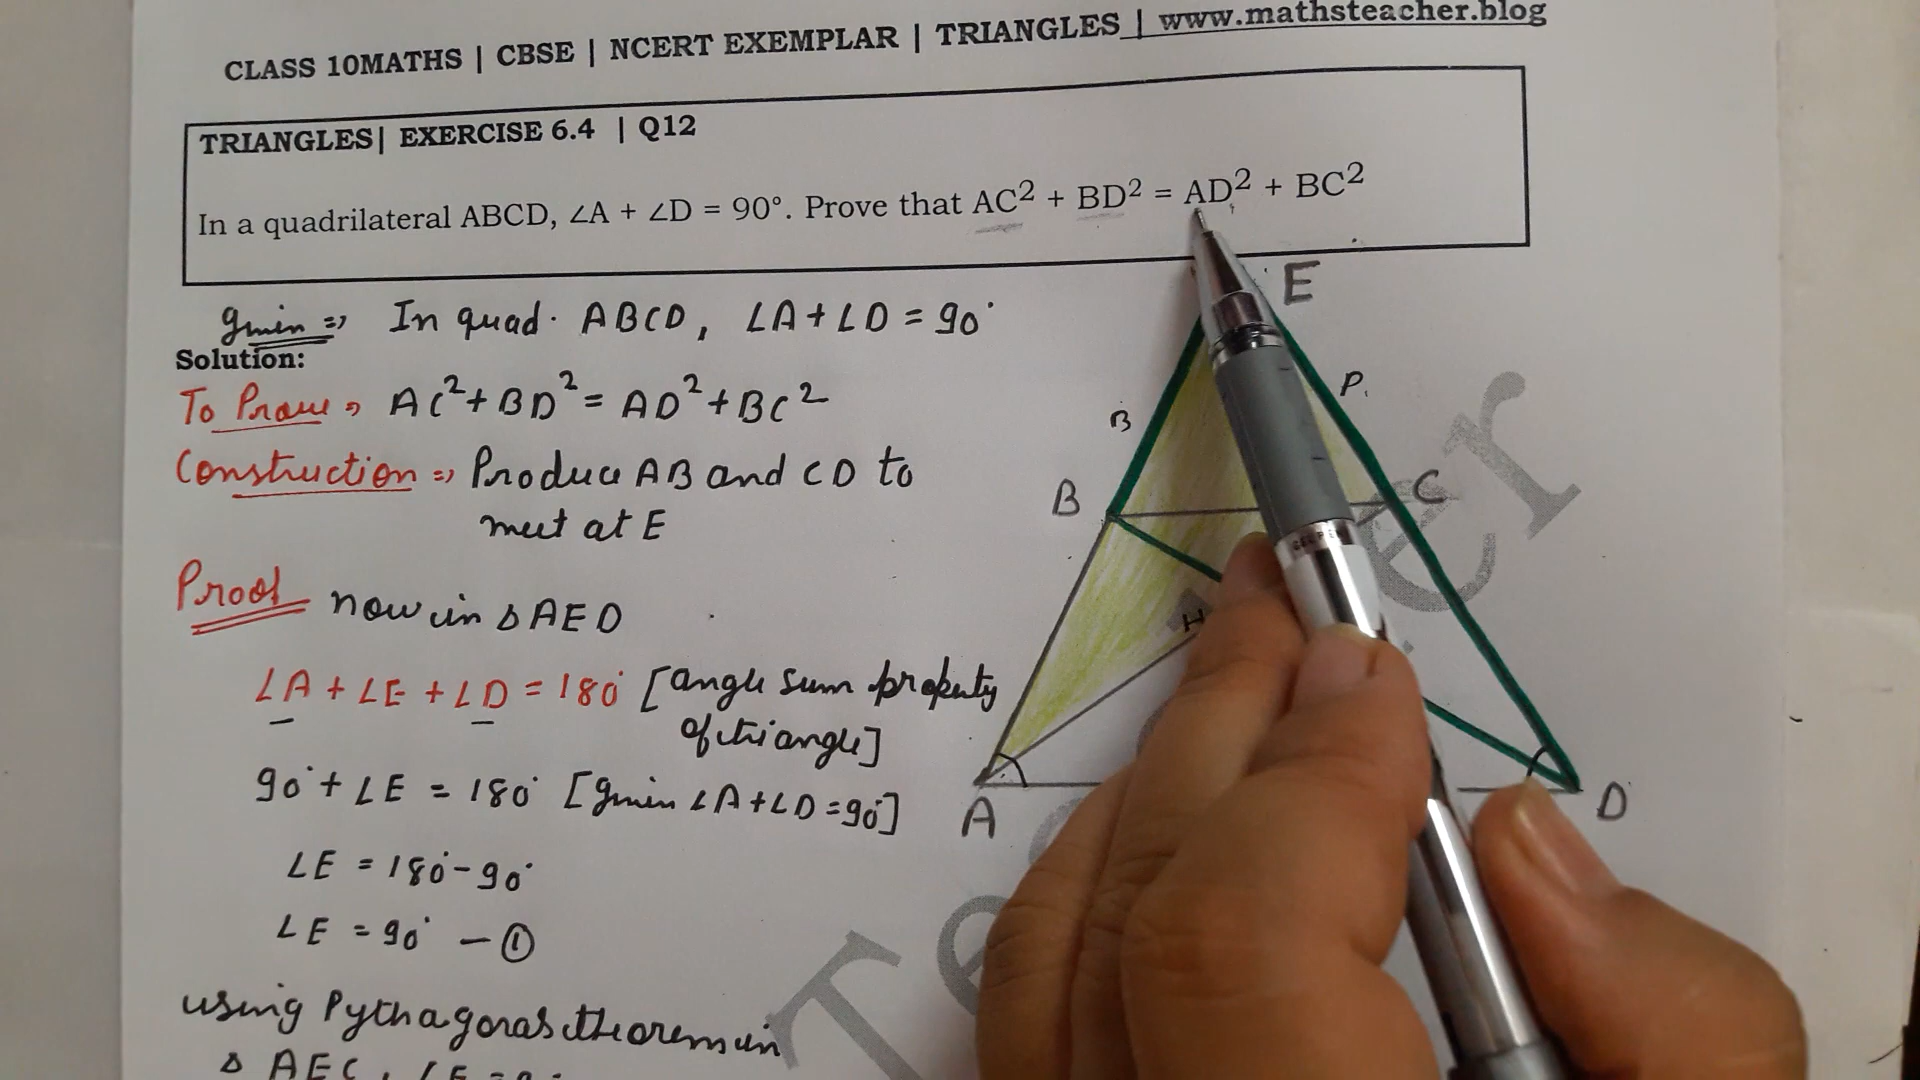 CLASS 10MATHS | CBSE | NCERT EXEMPLAR | TRIANGLES | www.mathsteacher.blog
TRIANGLES| EXERCISE 6.4 | Q12
In a quadrilateral ABCD, ∠A + ∠D = 90°. Prove that AC² + BD² = AD² + BC²
given => In quad. ABCD, ∠A + ∠D = 90°
Solution:
To Prove => AC² + BD² = AD² + BC²
Construction => Produce AB and CD to
meet at E
Proof now in △AED
∠A + ∠E + ∠D = 180° [angle sum property
of triangle]
90° + ∠E = 180° [given ∠A+∠D=90°]
∠E = 180° - 90°
∠E = 90° - ①
using Pythagoras theorem in
△ AEC, ∠E =
E
P
B
B
C
H
A
D
Te
er